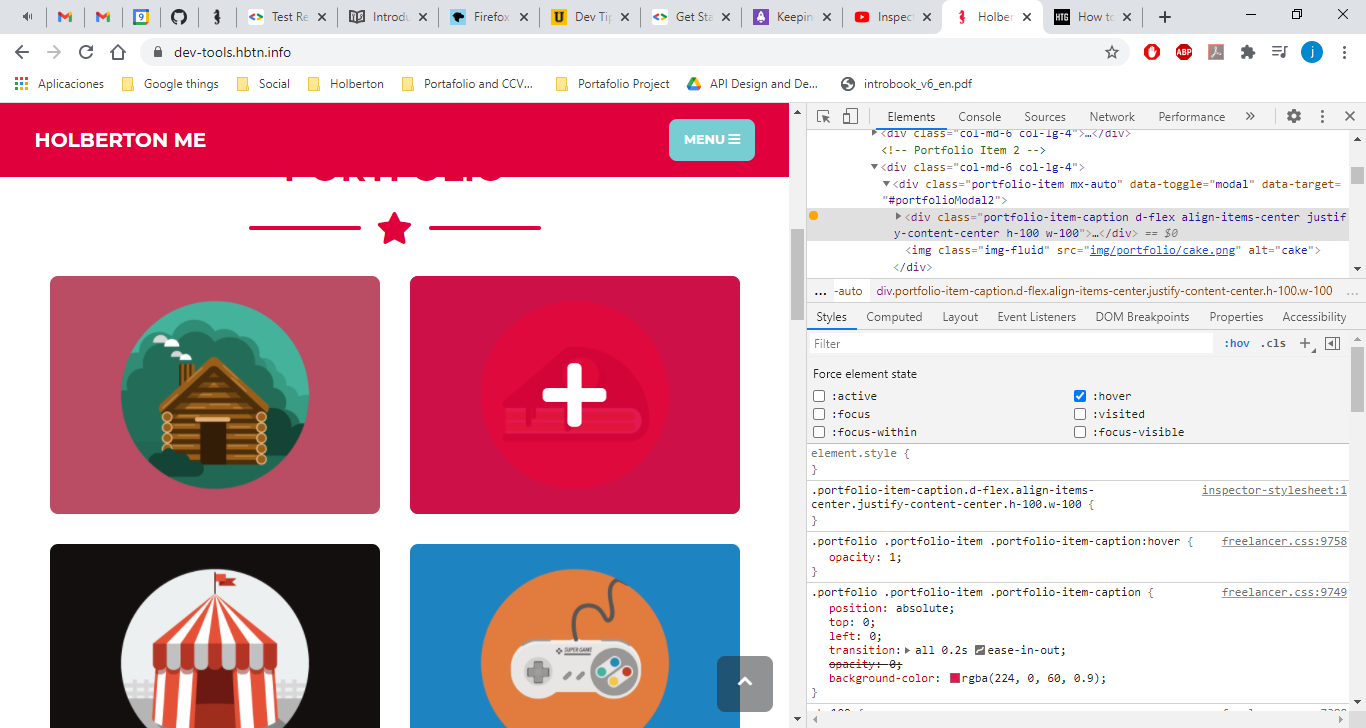 Test Re
Introdu
Firefox
Dev Tip
Get Sta
Keepin
Inspect
Holber
HTG How to
dev-tools.hbtn.info
ABP
j
Aplicaciones
Google things
Social
Holberton
Portafolio and CCV...
Portafolio Project
API Design and De...
introbook_v6_en.pdf
HOLBERTON ME
MENU
PORTFOLIO
SUPER GAME
Elements Console Sources Network Performance »
<div class="col-md-6 col-lg-4">…</div>
<!-- Portfolio Item 2 -->
<div class="col-md-6 col-lg-4">
<div class="portfolio-item mx-auto" data-toggle="modal" data-target=
"#portfolioModal2">
<div class="portfolio-item-caption d-flex align-items-center justif
y-content-center h-100 w-100">…</div> == $0
<img class="img-fluid" src="img/portfolio/cake.png" alt="cake">
</div>
... -auto div.portfolio-item-caption.d-flex.align-items-center.justify-content-center.h-100.w-100 ...
Styles Computed Layout Event Listeners DOM Breakpoints Properties Accessibility
Filter :hov .cls +
Force element state
:active :hover
:focus :visited
:focus-within :focus-visible
element.style {
}
.portfolio-item-caption.d-flex.align-items- inspector-stylesheet:1
center.justify-content-center.h-100.w-100 {
}
.portfolio .portfolio-item .portfolio-item-caption:hover { freelancer.css:9758
opacity: 1;
}
.portfolio .portfolio-item .portfolio-item-caption { freelancer.css:9749
position: absolute;
top: 0;
left: 0;
transition: all 0.2s ease-in-out;
opacity: 0;
background-color: rgba(224, 0, 60, 0.9);
}